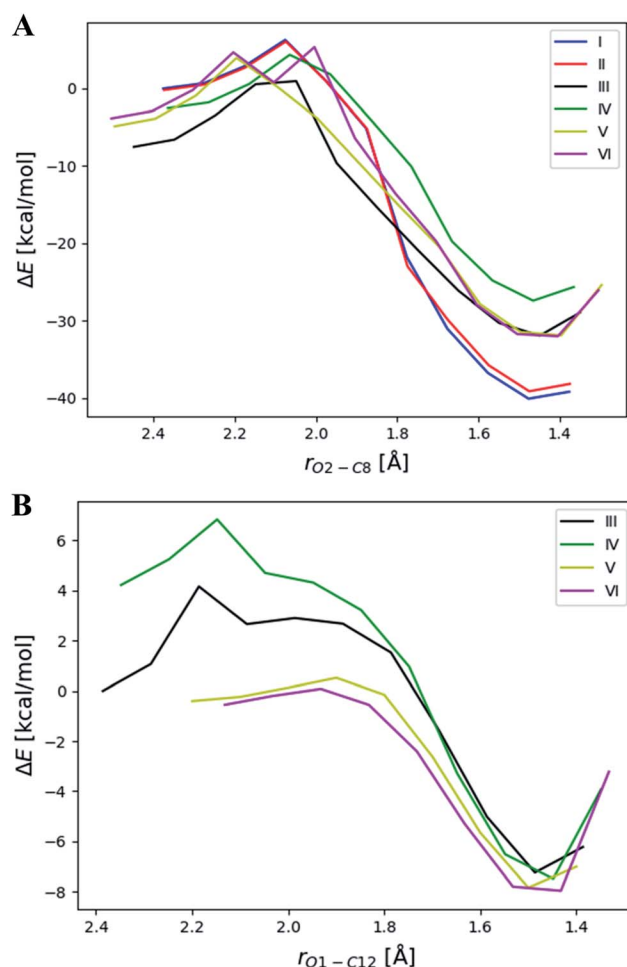 A
I
II
III
IV
V
VI
0
−10
−20
−30
−40
ΔE [kcal/mol]
2.4 2.2 2.0 1.8 1.6 1.4
rO2−C8 [Å]
B
III
IV
V
VI
6
4
2
0
−2
−4
−6
−8
ΔE [kcal/mol]
2.4 2.2 2.0 1.8 1.6 1.4
rO1−C12 [Å]